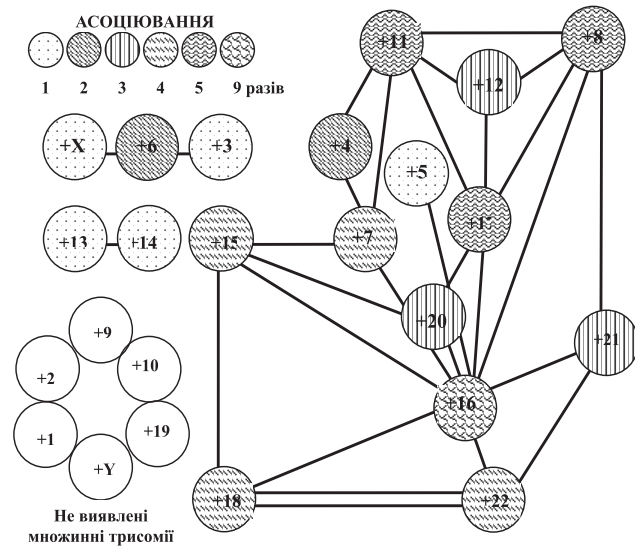 АСОЦІЮВАННЯ
1 2 3 4 5 9 разів
+11 +8
+12
+X +6 +3 +4
+5
+13 +14 +15 +7
+20
+9
+2 +10 +21
+16
+1 +19
+Y
+18 +22
Не виявлені
множинні трисомії